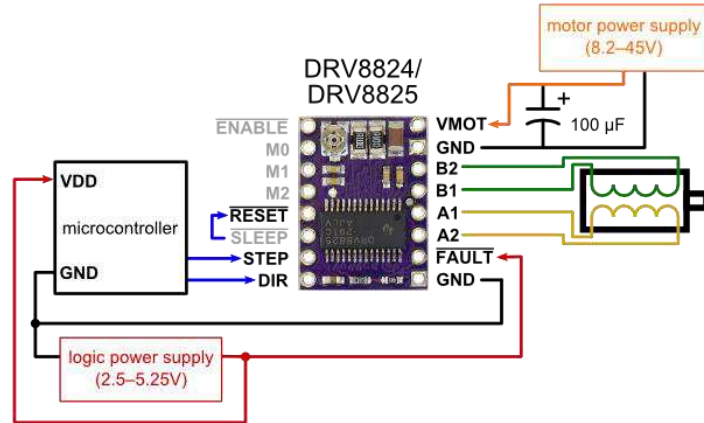 motor power supply
(8.2–45V)
DRV8824/
DRV8825
+
100 µF
ENABLE
M0
M1
M2
RESET
SLEEP
STEP
DIR
VMOT
GND
B2
B1
A1
A2
FAULT
GND
VDD
microcontroller
GND
logic power supply
(2.5–5.25V)